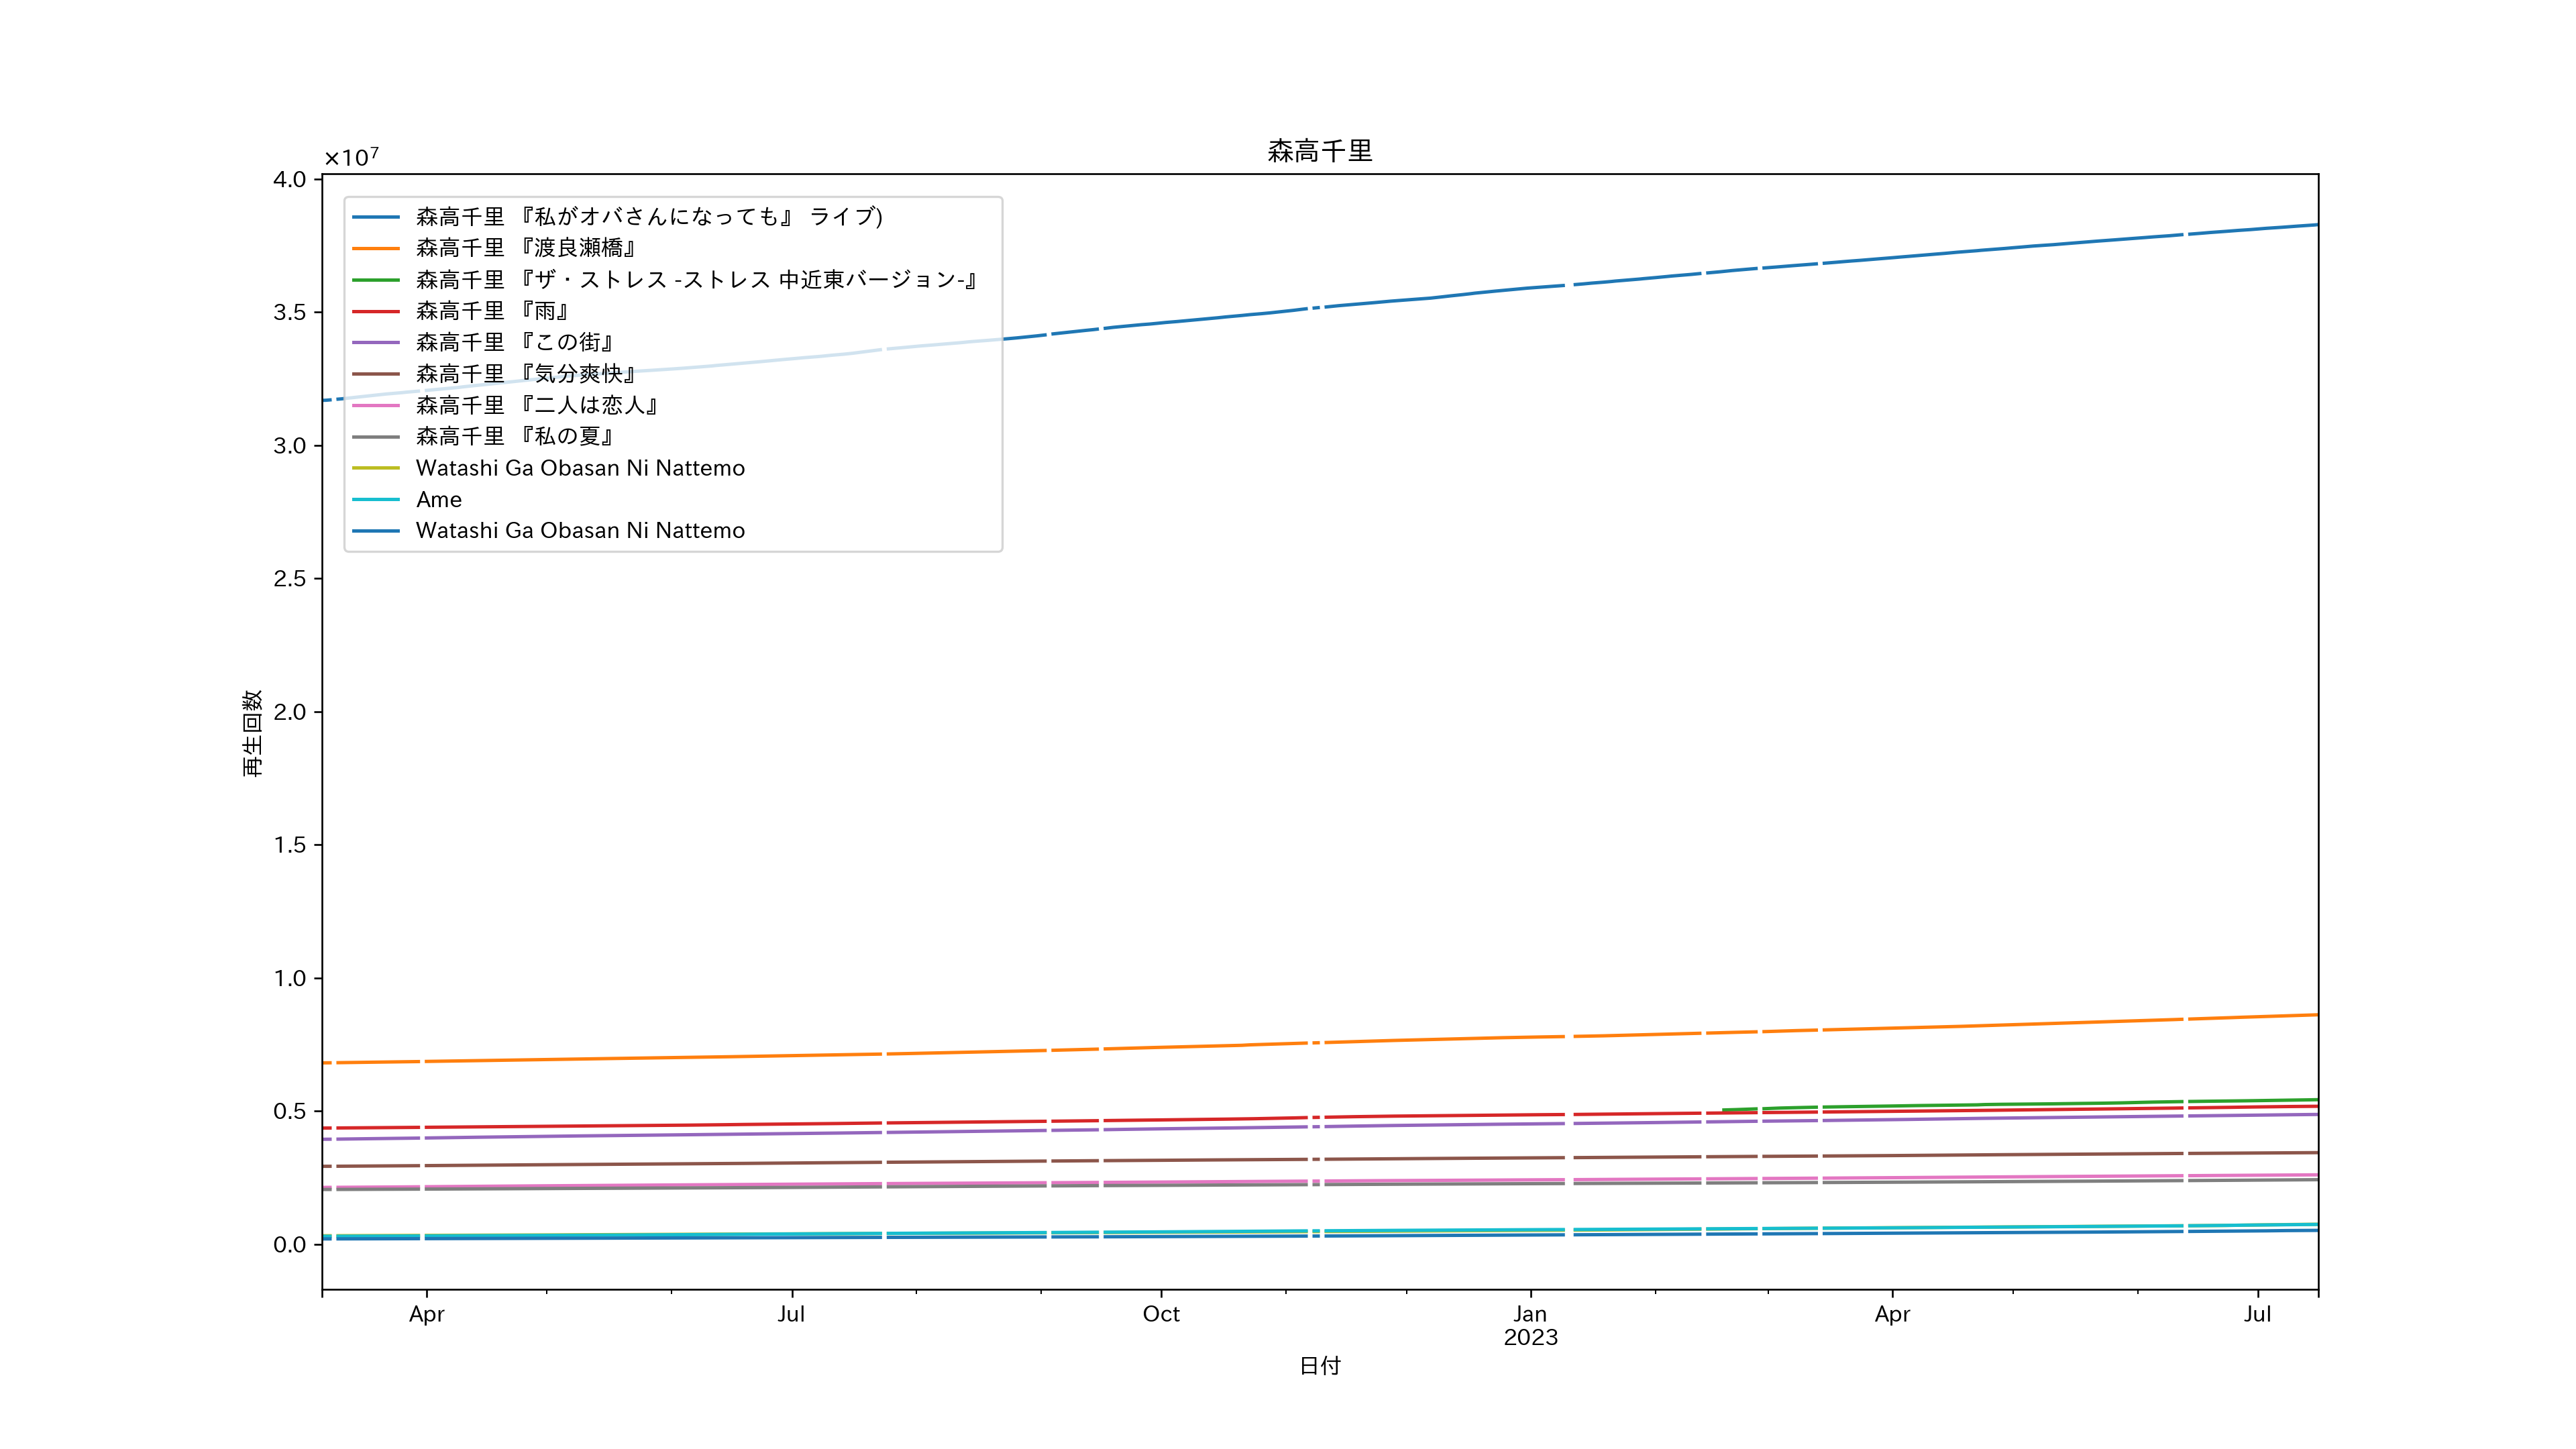 森高千里
×10⁷
4.0
3.5
3.0
2.5
2.0
1.5
1.0
0.5
0.0
再生回数
森高千里 『私がオバさんになっても』 ライブ)
森高千里 『渡良瀬橋』
森高千里 『ザ・ストレス -ストレス 中近東バージョン-』
森高千里 『雨』
森高千里 『この街』
森高千里 『気分爽快』
森高千里 『二人は恋人』
森高千里 『私の夏』
Watashi Ga Obasan Ni Nattemo
Ame
Watashi Ga Obasan Ni Nattemo
Apr Jul Oct Jan Apr Jul
2023
日付